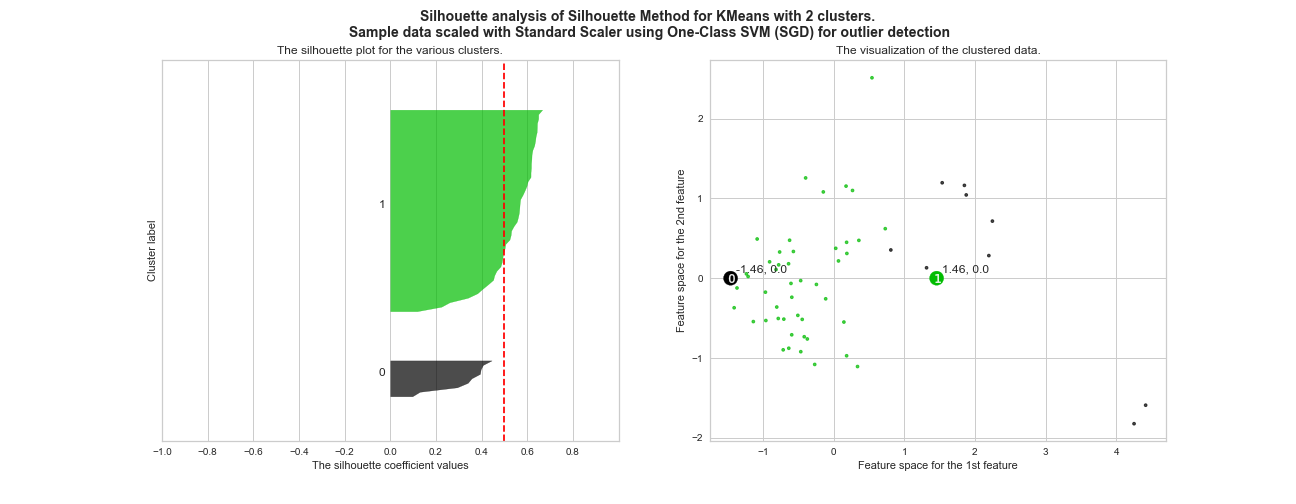 Silhouette analysis of Silhouette Method for KMeans with 2 clusters.
Sample data scaled with Standard Scaler using One-Class SVM (SGD) for outlier detection
The silhouette plot for the various clusters.
Cluster label
1
0
−1.0 −0.8 −0.6 −0.4 −0.2 0.0 0.2 0.4 0.6 0.8
The silhouette coefficient values
The visualization of the clustered data.
Feature space for the 2nd feature
2
1
0
−1
−2
0 -1.46, 0.0
1 1.46, 0.0
−1 0 1 2 3 4
Feature space for the 1st feature